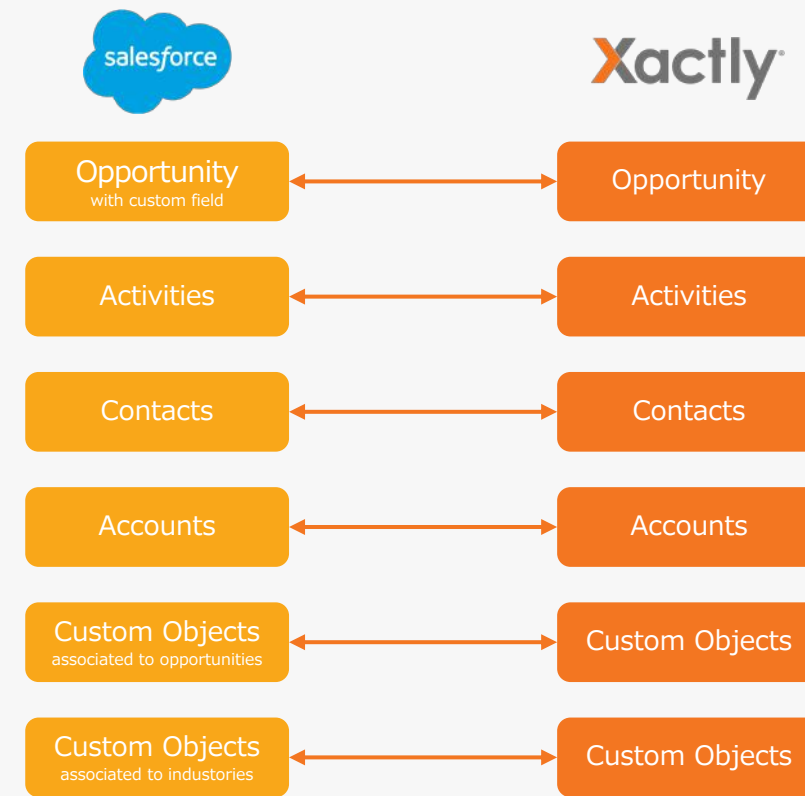 salesforce
Xactly
Opportunity
with custom field
Opportunity
Activities
Activities
Contacts
Contacts
Accounts
Accounts
Custom Objects
associated to opportunities
Custom Objects
Custom Objects
associated to industories
Custom Objects